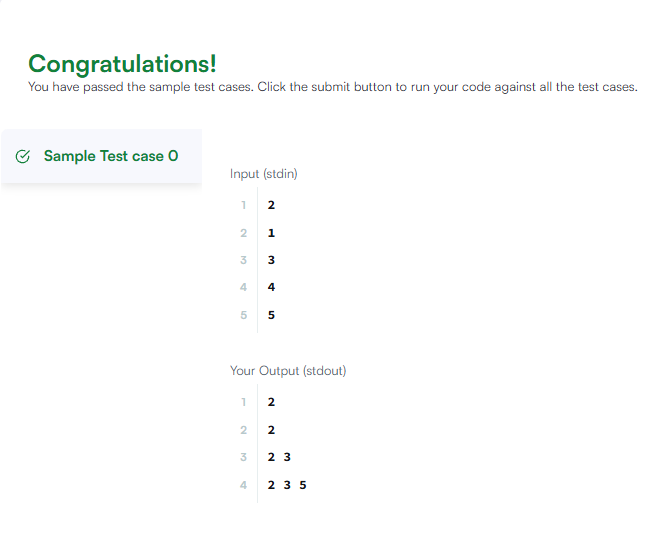 Congratulations!
You have passed the sample test cases. Click the submit button to run your code against all the test cases.
Sample Test case 0
Input (stdin)
1 2
2 1
3 3
4 4
5 5
Your Output (stdout)
1 2
2 2
3 2 3
4 2 3 5